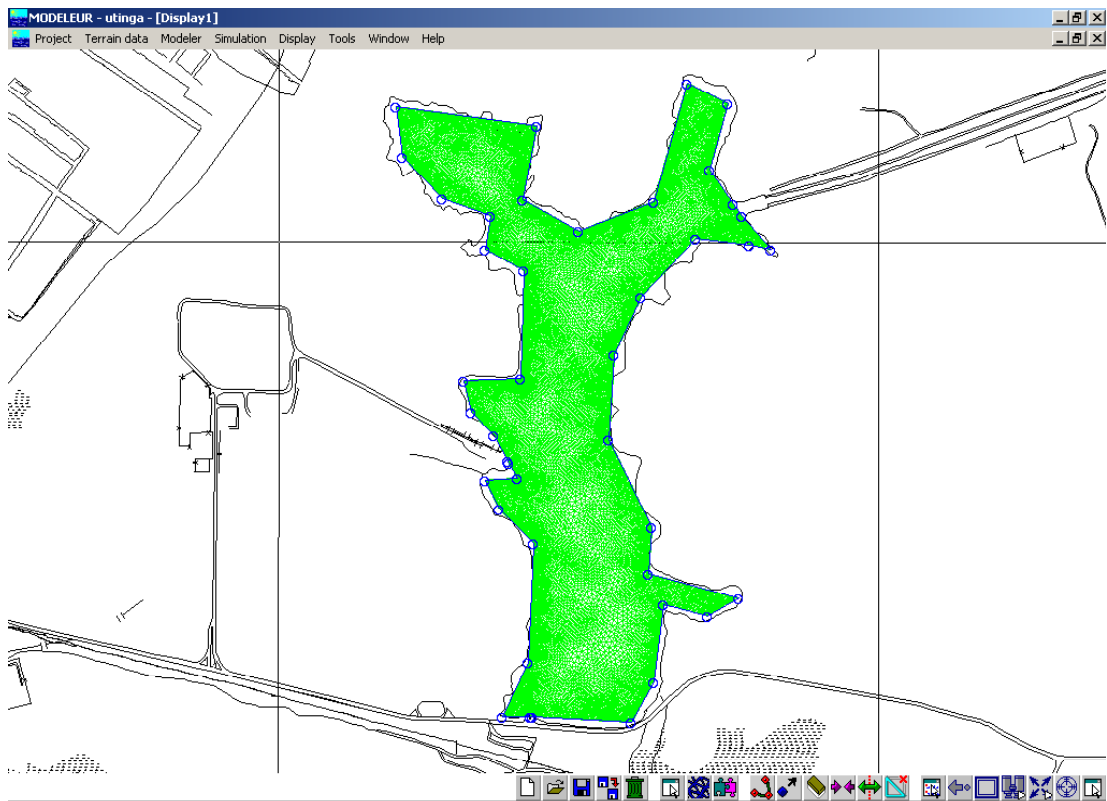 MODELEUR - utinga - [Display1]
Project Terrain data Modeler Simulation Display Tools Window Help